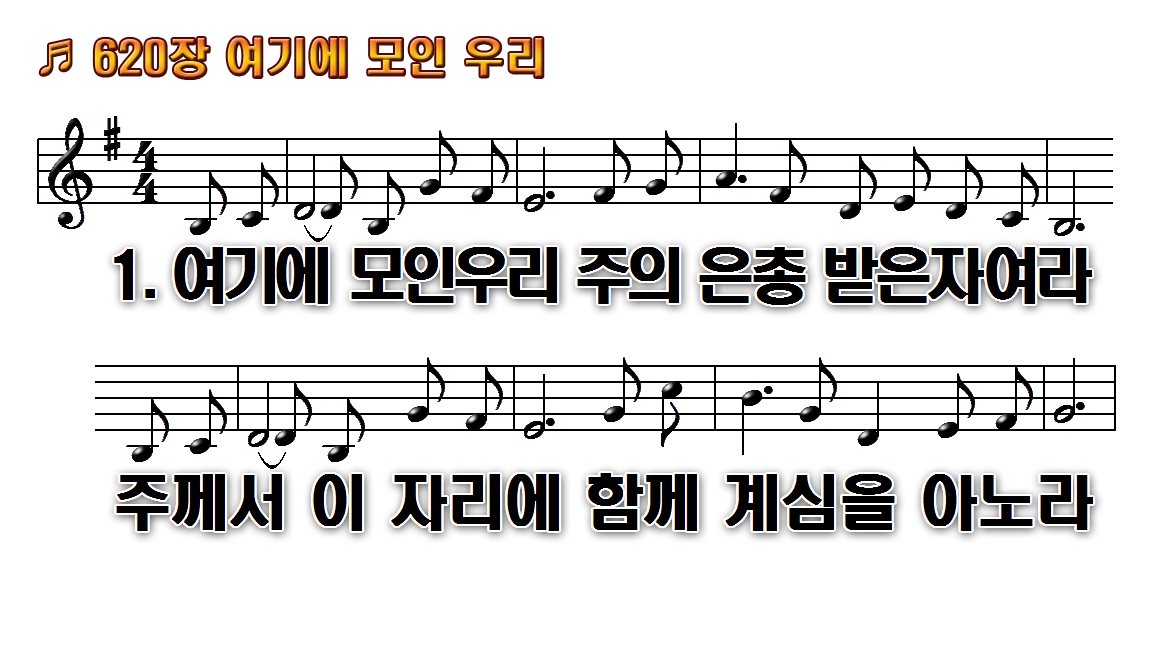 ♬ 620장 여기에 모인 우리
4
4
1. 여기에 모인우리 주의 은총 받은자여라
주께서 이 자리에 함께 계심을 아노라